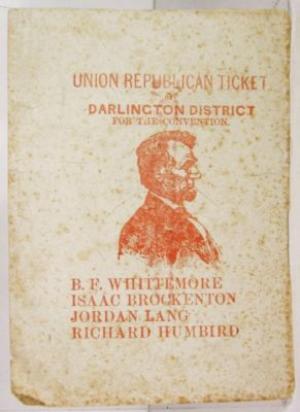 UNION REPUBLICAN TICKET
OF
DARLINGTON DISTRICT
FOR THE CONVENTION.
B. F. WHITTEMORE
ISAAC BROCKENTON
JORDAN LANG
RICHARD HUMBIRD